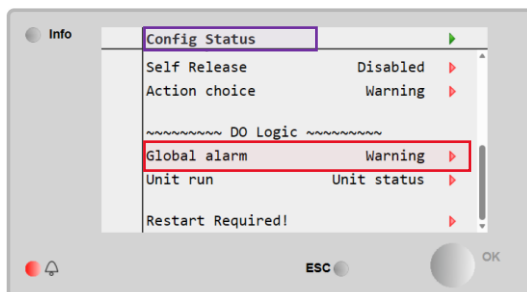 Info
Config Status
Self Release Disabled
Action choice Warning
~~~~~~~~~ DO Logic ~~~~~~~~~
Global alarm Warning
Unit run Unit status
Restart Required!
ESC
OK